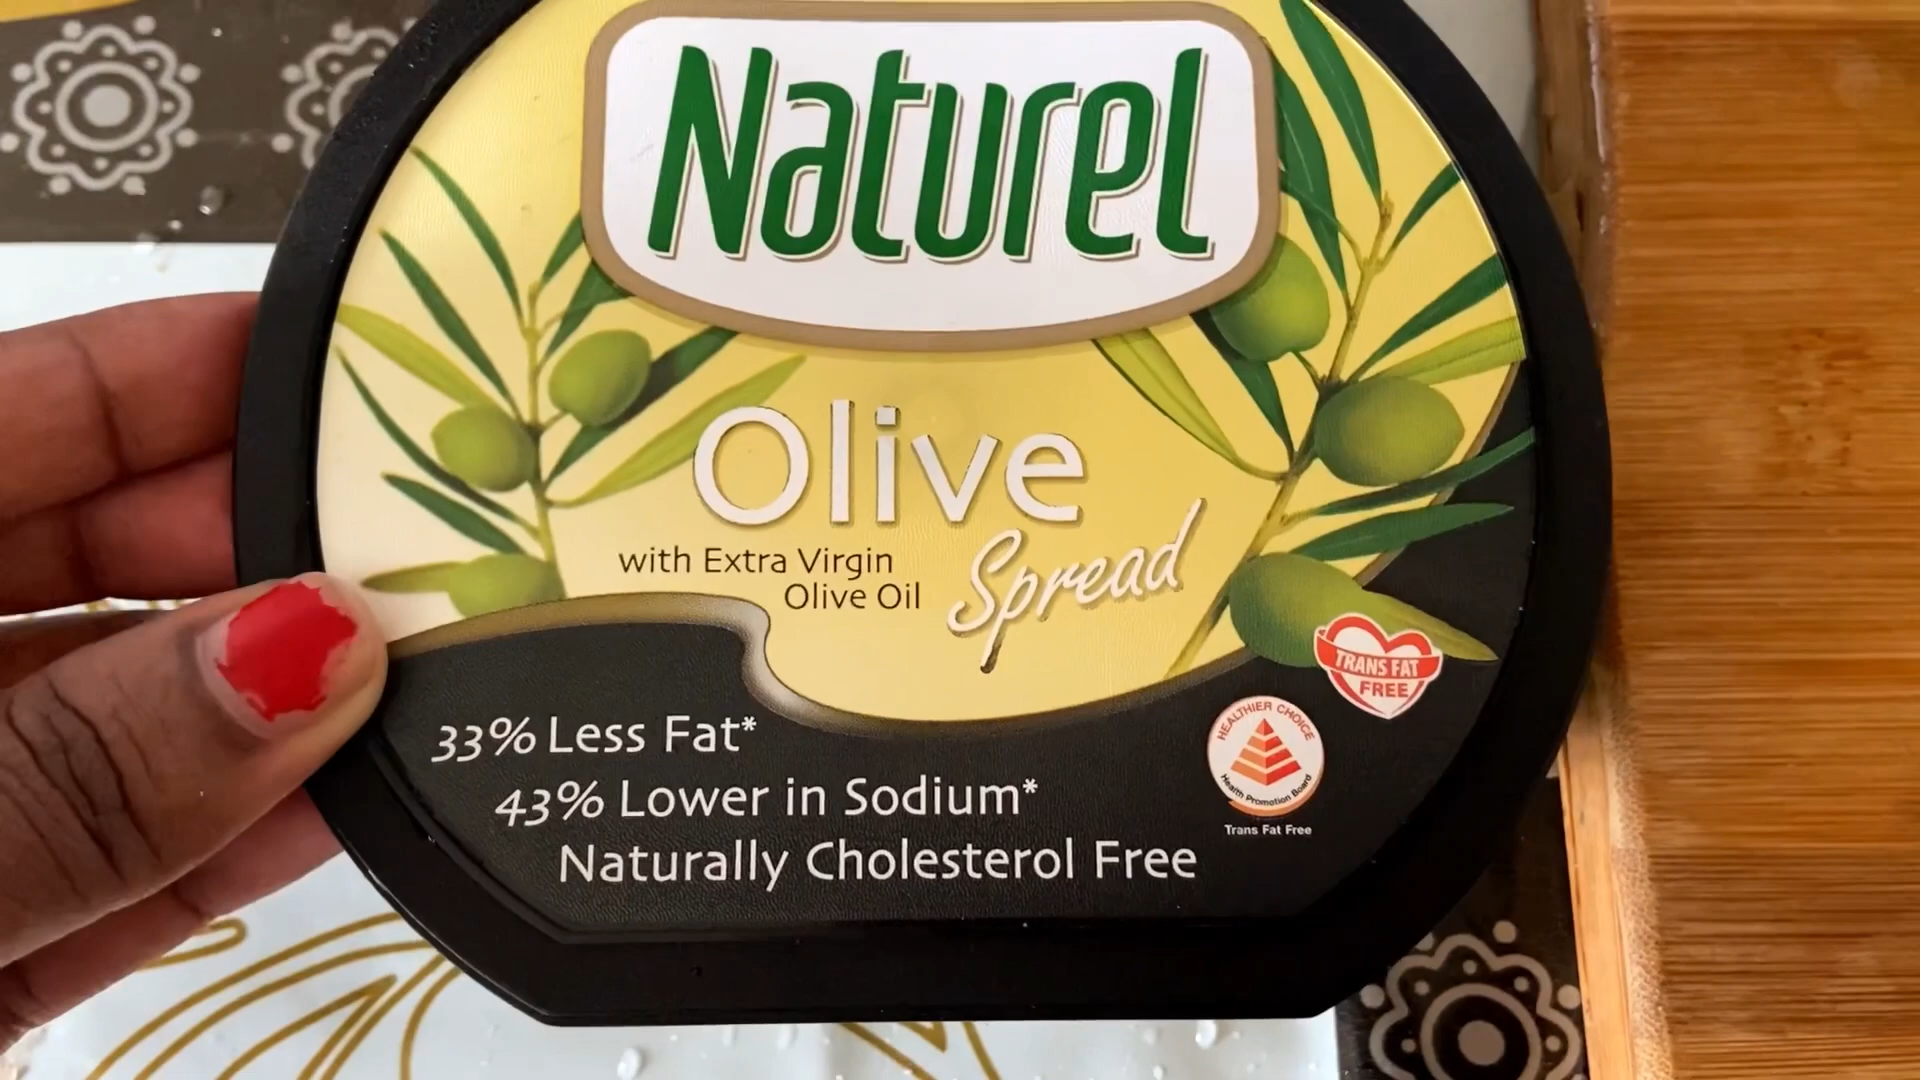 Naturel
Olive
Spread
with Extra Virgin
Olive Oil
TRANS FAT
FREE
33% Less Fat*
43% Lower in Sodium*
Naturally Cholesterol Free
HEALTHIER CHOICE
Health Promotion Board
Trans Fat Free